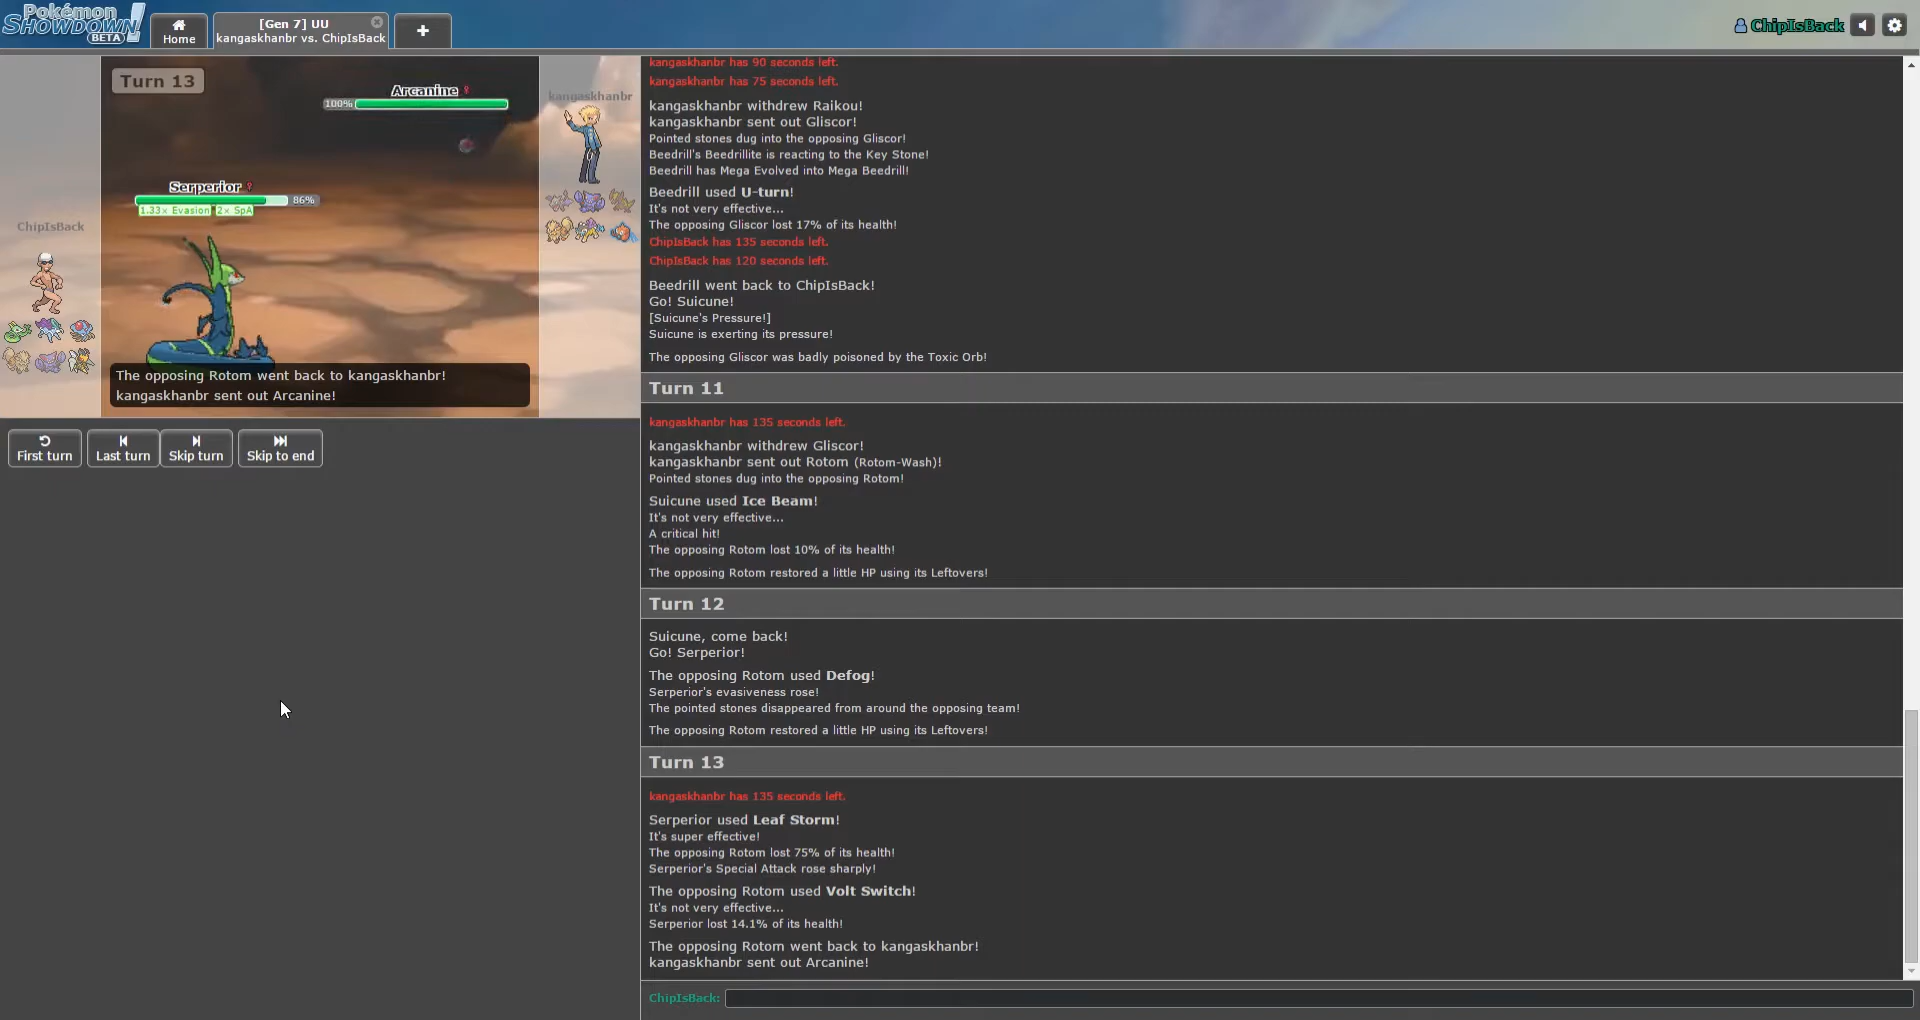 Pokémon
SHOWDOWN!
BETA
Home
[Gen 7] UU
kangaskhanbr vs. ChipIsBack
+
ChipIsBack
Turn 13
Arcanine
100%
kangaskhanbr
Serperior
86%
1.33× Evasion 2× SpA
ChipIsBack
The opposing Rotom went back to kangaskhanbr!
kangaskhanbr sent out Arcanine!
First turn
Last turn
Skip turn
Skip to end
kangaskhanbr has 90 seconds left.
kangaskhanbr has 75 seconds left.
kangaskhanbr withdrew Raikou!
kangaskhanbr sent out Gliscor!
Pointed stones dug into the opposing Gliscor!
Beedrill's Beedrillite is reacting to the Key Stone!
Beedrill has Mega Evolved into Mega Beedrill!
Beedrill used U-turn!
It's not very effective...
The opposing Gliscor lost 17% of its health!
ChipIsBack has 135 seconds left.
ChipIsBack has 120 seconds left.
Beedrill went back to ChipIsBack!
Go! Suicune!
[Suicune's Pressure!]
Suicune is exerting its pressure!
The opposing Gliscor was badly poisoned by the Toxic Orb!
Turn 11
kangaskhanbr has 135 seconds left.
kangaskhanbr withdrew Gliscor!
kangaskhanbr sent out Rotom (Rotom-Wash)!
Pointed stones dug into the opposing Rotom!
Suicune used Ice Beam!
It's not very effective...
A critical hit!
The opposing Rotom lost 10% of its health!
The opposing Rotom restored a little HP using its Leftovers!
Turn 12
Suicune, come back!
Go! Serperior!
The opposing Rotom used Defog!
Serperior's evasiveness rose!
The pointed stones disappeared from around the opposing team!
The opposing Rotom restored a little HP using its Leftovers!
Turn 13
kangaskhanbr has 135 seconds left.
Serperior used Leaf Storm!
It's super effective!
The opposing Rotom lost 75% of its health!
Serperior's Special Attack rose sharply!
The opposing Rotom used Volt Switch!
It's not very effective...
Serperior lost 14.1% of its health!
The opposing Rotom went back to kangaskhanbr!
kangaskhanbr sent out Arcanine!
ChipIsBack: